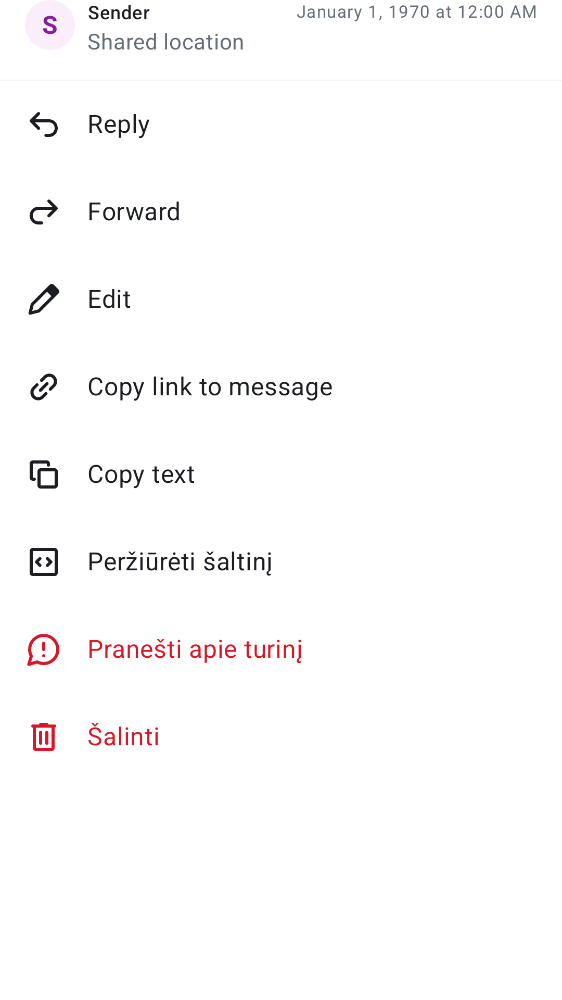 S
Sender
January 1, 1970 at 12:00 AM
Shared location
Reply
Forward
Edit
Copy link to message
Copy text
Peržiūrėti šaltinį
Pranešti apie turinį
Šalinti